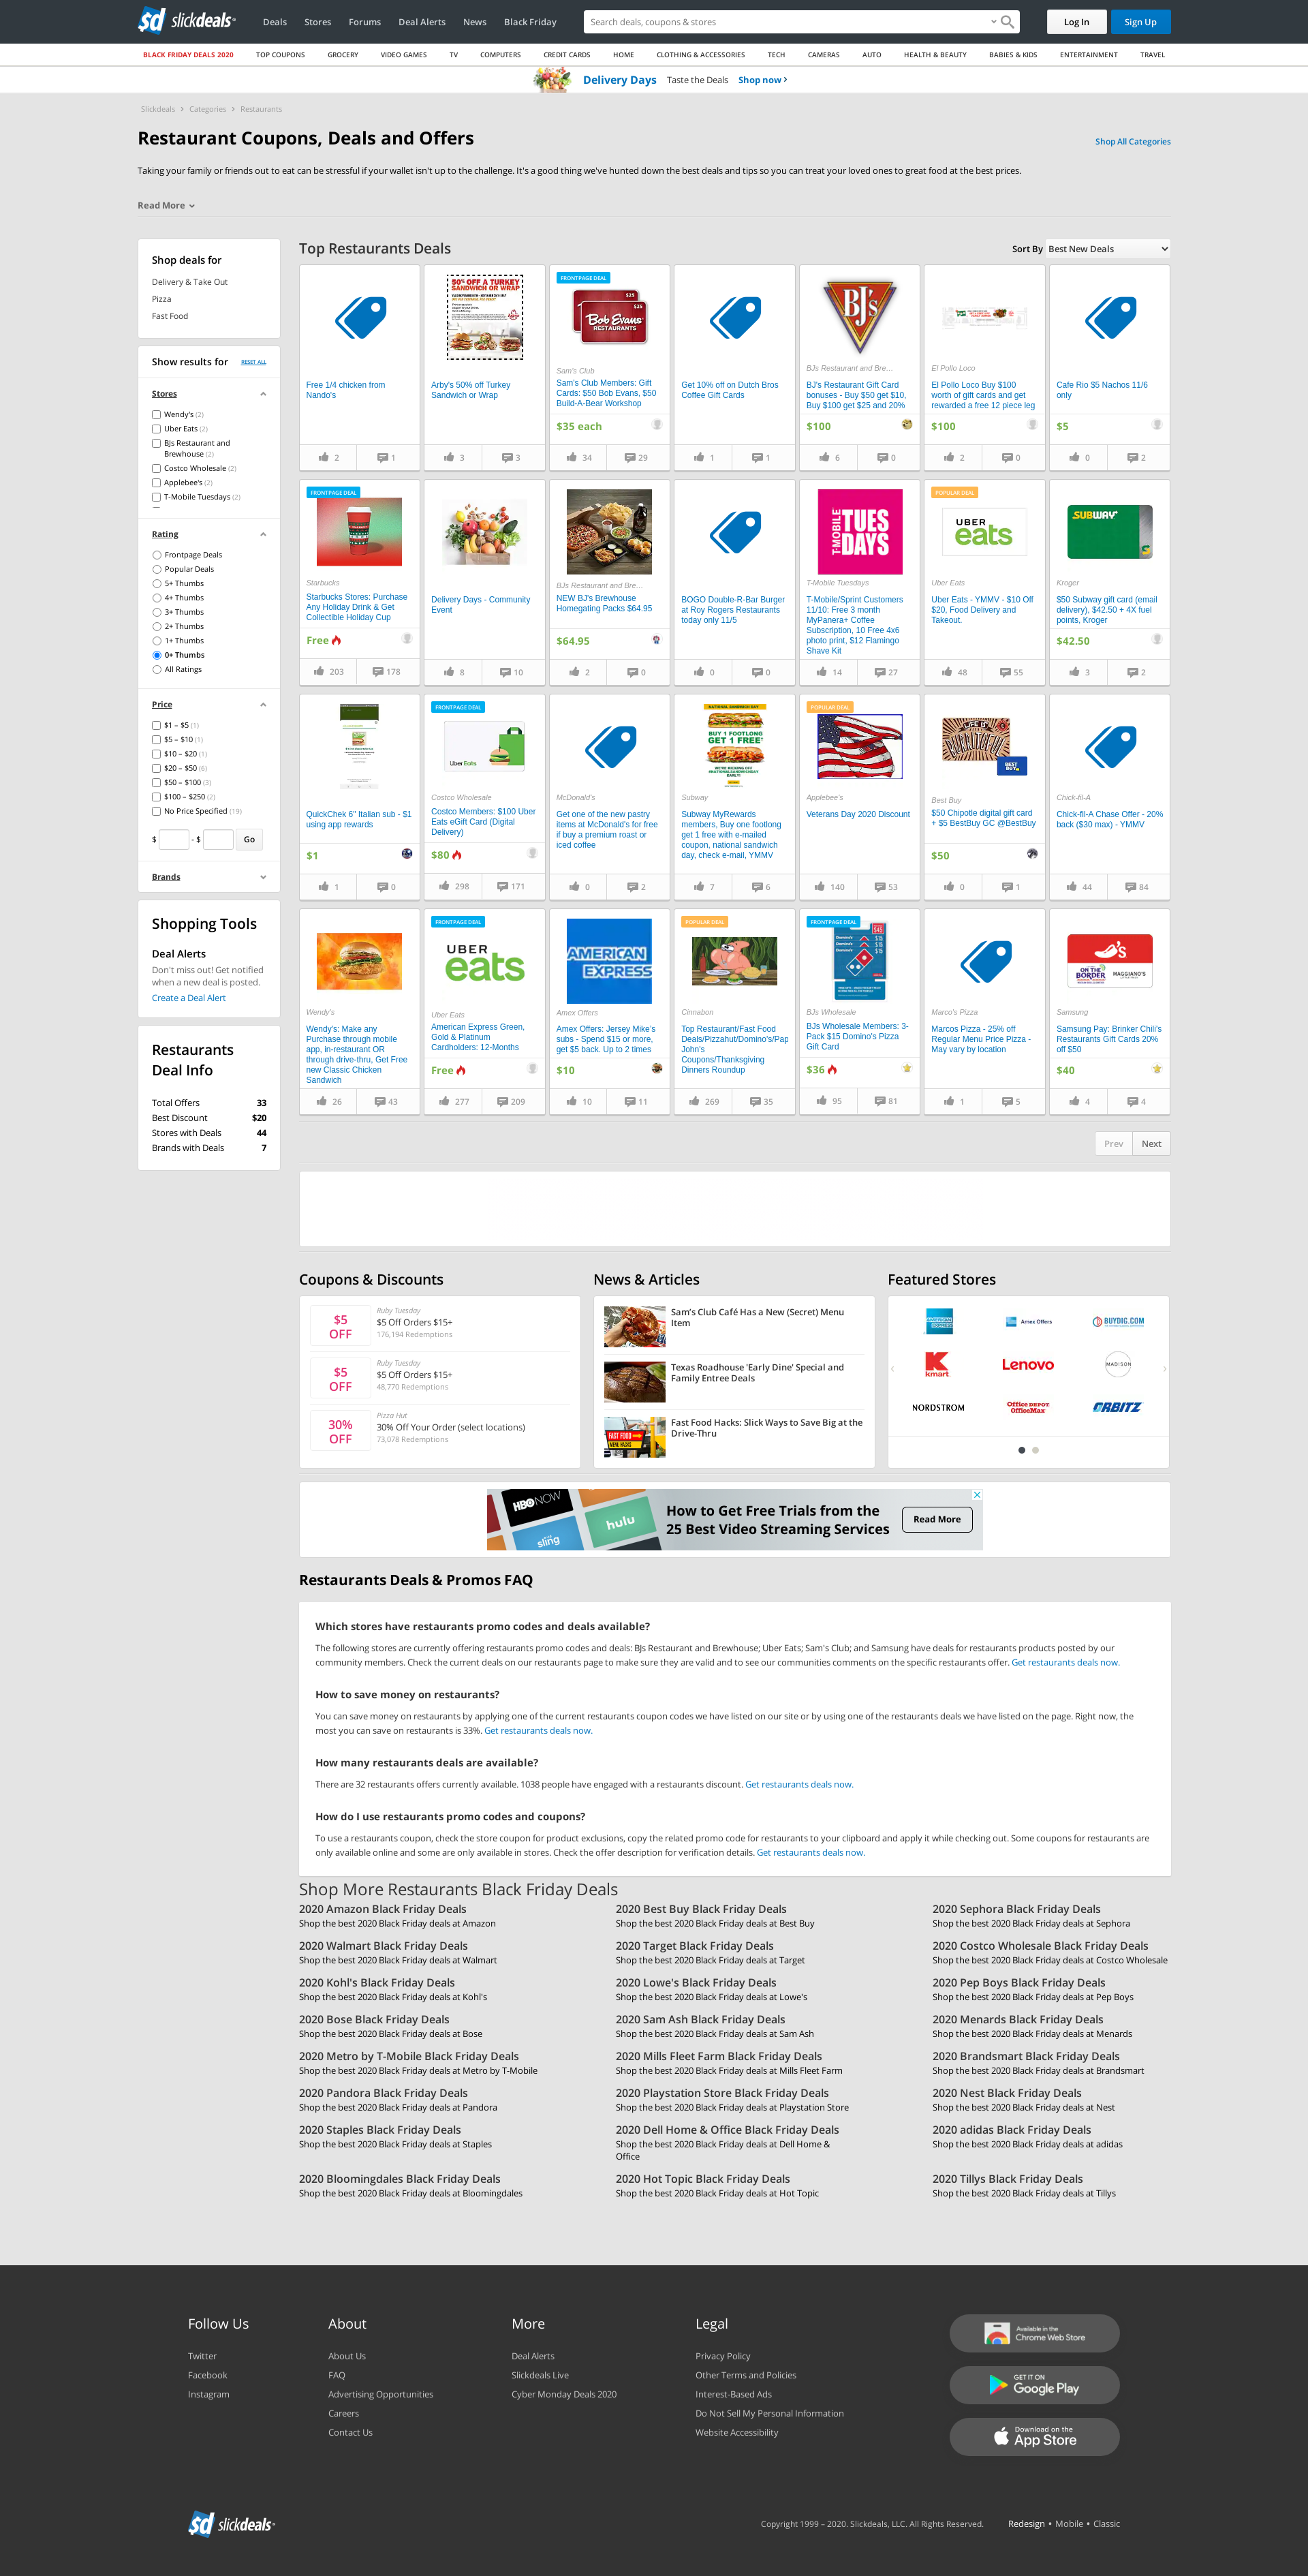 slickdeals
Deals Stores Forums Deal Alerts News Black Friday
Search deals, coupons & stores
Log In
Sign Up
BLACK FRIDAY DEALS 2020 TOP COUPONS GROCERY VIDEO GAMES TV COMPUTERS CREDIT CARDS HOME CLOTHING & ACCESSORIES TECH CAMERAS AUTO HEALTH & BEAUTY BABIES & KIDS ENTERTAINMENT TRAVEL
Delivery Days Taste the Deals Shop now ›
Slickdeals › Categories › Restaurants
Restaurant Coupons, Deals and Offers
Shop All Categories
Taking your family or friends out to eat can be stressful if your wallet isn't up to the challenge. It's a good thing we've hunted down the best deals and tips so you can treat your loved ones to great food at the best prices.
Read More
Shop deals for
Delivery & Take Out
Pizza
Fast Food
Show results for RESET ALL
Stores
Wendy's (2)
Uber Eats (2)
BJs Restaurant and
Brewhouse (2)
Costco Wholesale (2)
Applebee's (2)
T-Mobile Tuesdays (2)
Rating
Frontpage Deals
Popular Deals
5+ Thumbs
4+ Thumbs
3+ Thumbs
2+ Thumbs
1+ Thumbs
0+ Thumbs
All Ratings
Price
$1 – $5 (1)
$5 – $10 (1)
$10 – $20 (1)
$20 – $50 (6)
$50 – $100 (3)
$100 – $250 (2)
No Price Specified (19)
$ - $ Go
Brands
Shopping Tools
Deal Alerts
Don't miss out! Get notified
when a new deal is posted.
Create a Deal Alert
Restaurants
Deal Info
Total Offers 33
Best Discount $20
Stores with Deals 44
Brands with Deals 7
Top Restaurants Deals
Sort By Best New Deals
Free 1/4 chicken from
Nando's
2 1
50% OFF A TURKEY
SANDWICH OR WRAP
Arby's 50% off Turkey
Sandwich or Wrap
3 3
FRONTPAGE DEAL
$25
$25
Bob Evans
RESTAURANTS
Sam's Club
Sam's Club Members: Gift
Cards: $50 Bob Evans, $50
Build-A-Bear Workshop
$35 each
34 29
Get 10% off on Dutch Bros
Coffee Gift Cards
1 1
BJ's
BJs Restaurant and Bre…
BJ's Restaurant Gift Card
bonuses - Buy $50 get $10,
Buy $100 get $25 and 20%
$100
6 0
El Pollo Loco
El Pollo Loco Buy $100
worth of gift cards and get
rewarded a free 12 piece leg
$100
2 0
Cafe Rio $5 Nachos 11/6
only
$5
0 2
FRONTPAGE DEAL
Starbucks
Starbucks Stores: Purchase
Any Holiday Drink & Get
Collectible Holiday Cup
Free
203 178
Delivery Days - Community
Event
8 10
BJs Restaurant and Bre…
NEW BJ's Brewhouse
Homegating Packs $64.95
$64.95
2 0
BOGO Double-R-Bar Burger
at Roy Rogers Restaurants
today only 11/5
0 0
T-MOBILE
TUES
DAYS
T-Mobile Tuesdays
T-Mobile/Sprint Customers
11/10: Free 3 month
MyPanera+ Coffee
Subscription, 10 Free 4x6
photo print, $12 Flamingo
Shave Kit
14 27
POPULAR DEAL
UBER
eats
Uber Eats
Uber Eats - YMMV - $10 Off
$20, Food Delivery and
Takeout.
48 55
SUBWAY
Kroger
$50 Subway gift card (email
delivery), $42.50 + 4X fuel
points, Kroger
$42.50
3 2
QuickChek 6" Italian sub - $1
using app rewards
$1
1 0
FRONTPAGE DEAL
Uber Eats
Costco Wholesale
Costco Members: $100 Uber
Eats eGift Card (Digital
Delivery)
$80
298 171
McDonald's
Get one of the new pastry
items at McDonald's for free
if buy a premium roast or
iced coffee
0 2
NATIONAL SANDWICH DAY
BUY 1 FOOTLONG
GET 1 FREE
Subway
Subway MyRewards
members, Buy one footlong
get 1 free with e-mailed
coupon, national sandwich
day, check e-mail, YMMV
7 6
POPULAR DEAL
Applebee's
Veterans Day 2020 Discount
140 53
BEST BUY
Best Buy
$50 Chipotle digital gift card
+ $5 BestBuy GC @BestBuy
$50
0 1
Chick-fil-A
Chick-fil-A Chase Offer - 20%
back ($30 max) - YMMV
44 84
Wendy's
Wendy's: Make any
Purchase through mobile
app, in-restaurant OR
through drive-thru, Get Free
new Classic Chicken
Sandwich
26 43
FRONTPAGE DEAL
UBER
eats
Uber Eats
American Express Green,
Gold & Platinum
Cardholders: 12-Months
Free
277 209
AMERICAN
EXPRESS
Amex Offers
Amex Offers: Jersey Mike's
subs - Spend $15 or more,
get $5 back. Up to 2 times
$10
10 11
POPULAR DEAL
Cinnabon
Top Restaurant/Fast Food
Deals/Pizzahut/Domino's/Pap
John's
Coupons/Thanksgiving
Dinners Roundup
269 35
FRONTPAGE DEAL
$45
Domino's $15
Domino's $15
Domino's $15
BJs Wholesale
BJs Wholesale Members: 3-
Pack $15 Domino's Pizza
Gift Card
$36
95 81
Marco's Pizza
Marcos Pizza - 25% off
Regular Menu Price Pizza -
May vary by location
1 5
ON THE
BORDER
MAGGIANO'S
Samsung
Samsung Pay: Brinker Chili's
Restaurants Gift Cards 20%
off $50
$40
4 4
Prev Next
Coupons & Discounts
$5
OFF
Ruby Tuesday
$5 Off Orders $15+
176,194 Redemptions
$5
OFF
Ruby Tuesday
$5 Off Orders $15+
48,770 Redemptions
30%
OFF
Pizza Hut
30% Off Your Order (select locations)
73,078 Redemptions
News & Articles
Sam's Club Café Has a New (Secret) Menu
Item
Texas Roadhouse 'Early Dine' Special and
Family Entree Deals
FAST FOOD
MENU HACKS
Fast Food Hacks: Slick Ways to Save Big at the
Drive-Thru
Featured Stores
AMERICAN EXPRESS
Amex Offers
BUYDIG.COM
kmart
Lenovo
MADISON
NORDSTROM
Office DEPOT
OfficeMax
ORBITZ
HBO NOW
hulu
sling
How to Get Free Trials from the
25 Best Video Streaming Services
Read More
Restaurants Deals & Promos FAQ
Which stores have restaurants promo codes and deals available?
The following stores are currently offering restaurants promo codes and deals: BJs Restaurant and Brewhouse; Uber Eats; Sam's Club; and Samsung have deals for restaurants products posted by our
community members. Check the current deals on our restaurants page to make sure they are valid and to see our communities comments on the specific restaurants offer. Get restaurants deals now.
How to save money on restaurants?
You can save money on restaurants by applying one of the current restaurants coupon codes we have listed on our site or by using one of the restaurants deals we have listed on the page. Right now, the
most you can save on restaurants is 33%. Get restaurants deals now.
How many restaurants deals are available?
There are 32 restaurants offers currently available. 1038 people have engaged with a restaurants discount. Get restaurants deals now.
How do I use restaurants promo codes and coupons?
To use a restaurants coupon, check the store coupon for product exclusions, copy the related promo code for restaurants to your clipboard and apply it while checking out. Some coupons for restaurants are
only available online and some are only available in stores. Check the offer description for verification details. Get restaurants deals now.
Shop More Restaurants Black Friday Deals
2020 Amazon Black Friday Deals
Shop the best 2020 Black Friday deals at Amazon
2020 Best Buy Black Friday Deals
Shop the best 2020 Black Friday deals at Best Buy
2020 Sephora Black Friday Deals
Shop the best 2020 Black Friday deals at Sephora
2020 Walmart Black Friday Deals
Shop the best 2020 Black Friday deals at Walmart
2020 Target Black Friday Deals
Shop the best 2020 Black Friday deals at Target
2020 Costco Wholesale Black Friday Deals
Shop the best 2020 Black Friday deals at Costco Wholesale
2020 Kohl's Black Friday Deals
Shop the best 2020 Black Friday deals at Kohl's
2020 Lowe's Black Friday Deals
Shop the best 2020 Black Friday deals at Lowe's
2020 Pep Boys Black Friday Deals
Shop the best 2020 Black Friday deals at Pep Boys
2020 Bose Black Friday Deals
Shop the best 2020 Black Friday deals at Bose
2020 Sam Ash Black Friday Deals
Shop the best 2020 Black Friday deals at Sam Ash
2020 Menards Black Friday Deals
Shop the best 2020 Black Friday deals at Menards
2020 Metro by T-Mobile Black Friday Deals
Shop the best 2020 Black Friday deals at Metro by T-Mobile
2020 Mills Fleet Farm Black Friday Deals
Shop the best 2020 Black Friday deals at Mills Fleet Farm
2020 Brandsmart Black Friday Deals
Shop the best 2020 Black Friday deals at Brandsmart
2020 Pandora Black Friday Deals
Shop the best 2020 Black Friday deals at Pandora
2020 Playstation Store Black Friday Deals
Shop the best 2020 Black Friday deals at Playstation Store
2020 Nest Black Friday Deals
Shop the best 2020 Black Friday deals at Nest
2020 Staples Black Friday Deals
Shop the best 2020 Black Friday deals at Staples
2020 Dell Home & Office Black Friday Deals
Shop the best 2020 Black Friday deals at Dell Home &
Office
2020 adidas Black Friday Deals
Shop the best 2020 Black Friday deals at adidas
2020 Bloomingdales Black Friday Deals
Shop the best 2020 Black Friday deals at Bloomingdales
2020 Hot Topic Black Friday Deals
Shop the best 2020 Black Friday deals at Hot Topic
2020 Tillys Black Friday Deals
Shop the best 2020 Black Friday deals at Tillys
Follow Us
Twitter
Facebook
Instagram
About
About Us
FAQ
Advertising Opportunities
Careers
Contact Us
More
Deal Alerts
Slickdeals Live
Cyber Monday Deals 2020
Legal
Privacy Policy
Other Terms and Policies
Interest-Based Ads
Do Not Sell My Personal Information
Website Accessibility
Available in the
Chrome Web Store
GET IT ON
Google Play
Download on the
App Store
slickdeals
Copyright 1999 – 2020. Slickdeals, LLC. All Rights Reserved. Redesign • Mobile • Classic